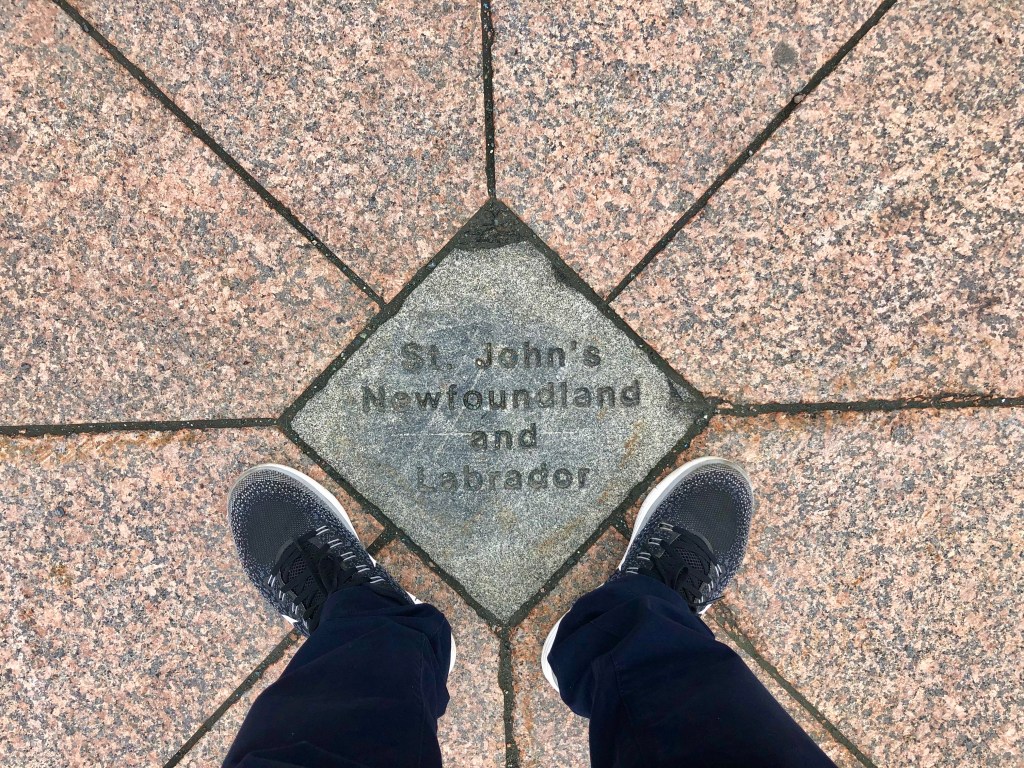 St. John's
Newfoundland
and
Labrador